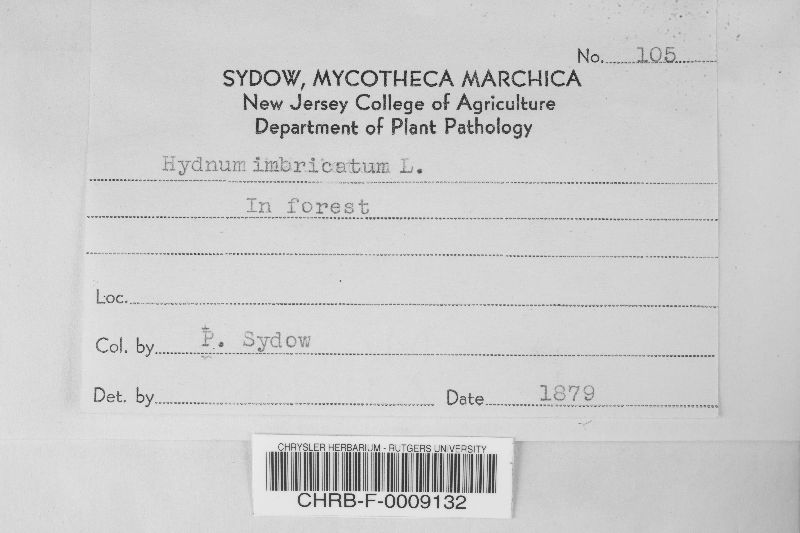 No. 105
SYDOW, MYCOTHECA MARCHICA
New Jersey College of Agriculture
Department of Plant Pathology
Hydnum imbricatum L.
In forest
Loc.
Col. by P. Sydow
Det. by Date 1879
CHRYSLER HERBARIUM - RUTGERS UNIVERSITY
CHRB-F-0009132